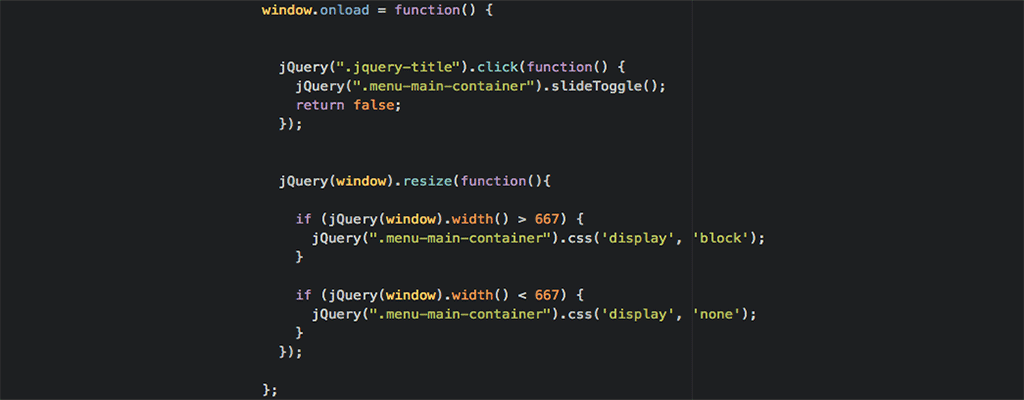 window.onload = function() {
jQuery(".jquery-title").click(function() {
jQuery(".menu-main-container").slideToggle();
return false;
});
jQuery(window).resize(function(){
if (jQuery(window).width() > 667) {
jQuery(".menu-main-container").css('display', 'block');
}
if (jQuery(window).width() < 667) {
jQuery(".menu-main-container").css('display', 'none');
}
});
};